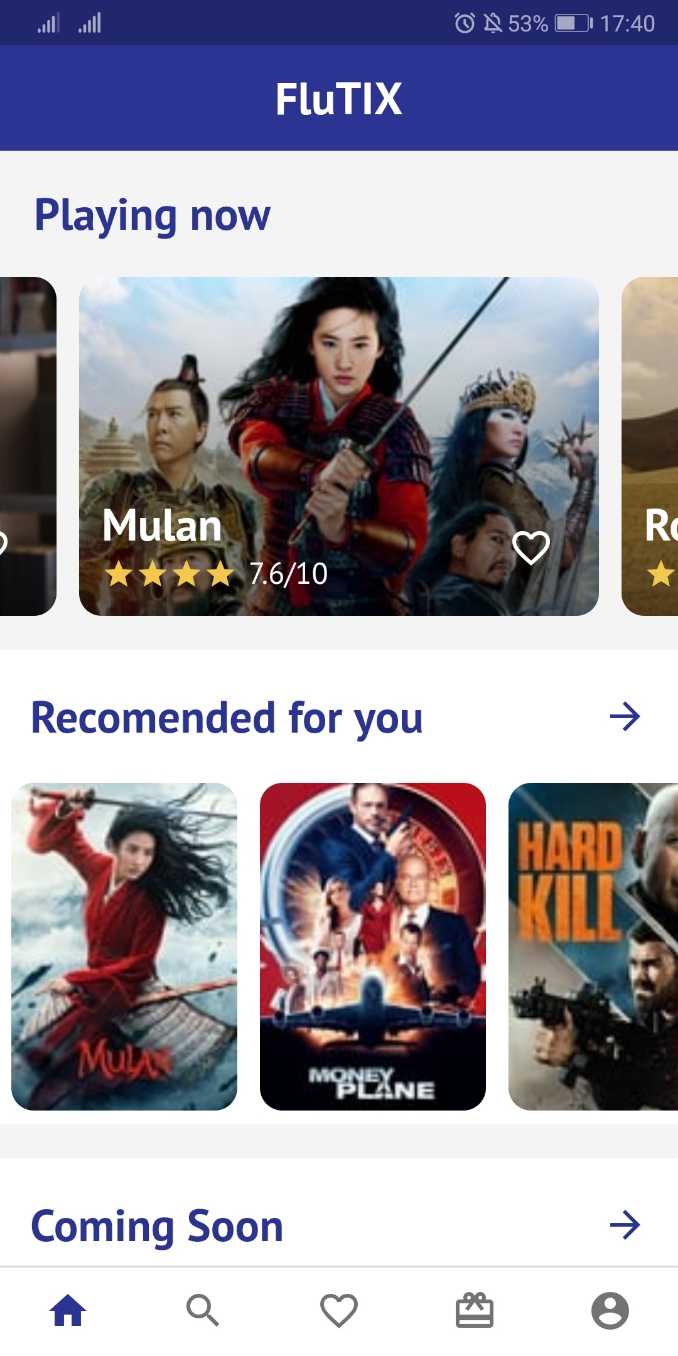 53% 17:40
FluTIX
Playing now
Mulan
7.6/10
Recomended for you
MULAN
MONEY
PLANE
HARD
KILL
Coming Soon